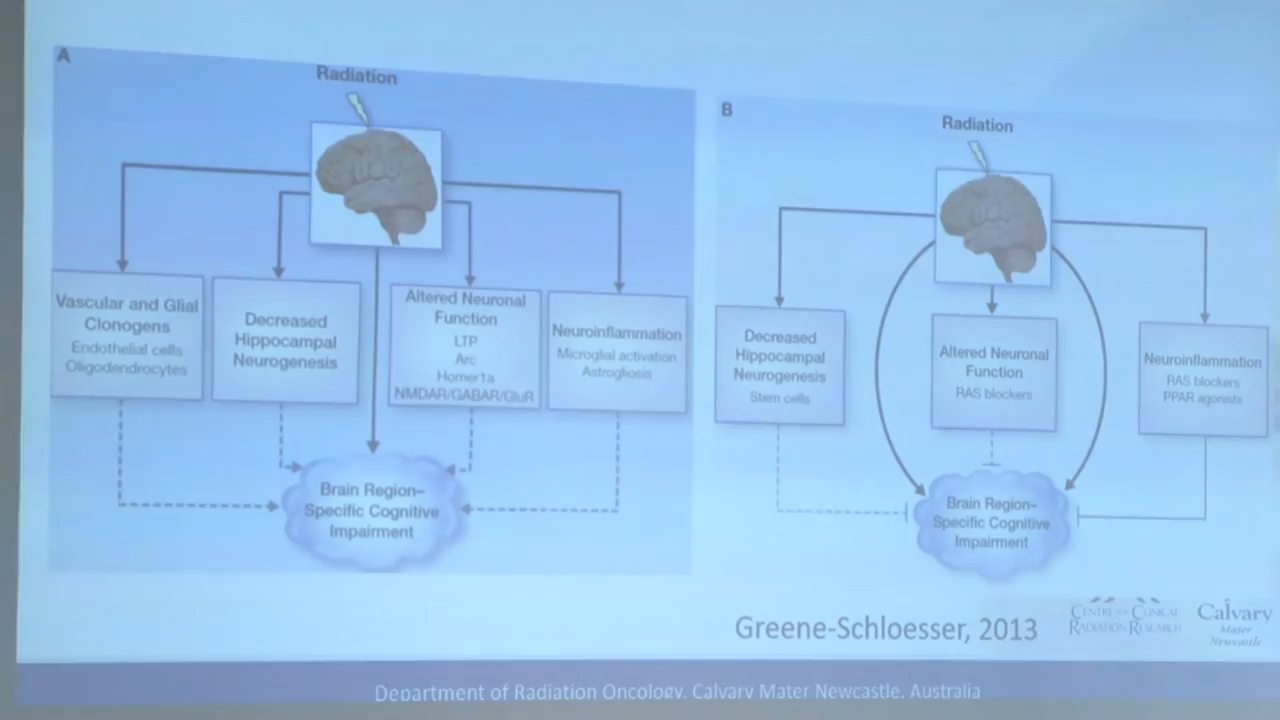 A
Radiation
Vascular and Glial
Clonogens
Endothelial cells
Oligodendrocytes
Decreased
Hippocampal
Neurogenesis
Altered Neuronal
Function
LTP
Arc
Homer1a
NMDAR/GABAR/GluR
Neuroinflammation
Microglial activation
Astrogliosis
Brain Region–
Specific Cognitive
Impairment
B
Radiation
Decreased
Hippocampal
Neurogenesis
Stem cells
Altered Neuronal
Function
RAS blockers
Neuroinflammation
RAS blockers
PPAR agonists
Brain Region–
Specific Cognitive
Impairment
Greene-Schloesser, 2013
CENTRE FOR CLINICAL
RADIATION RESEARCH
Calvary
Mater
Newcastle
Department of Radiation Oncology, Calvary Mater Newcastle, Australia